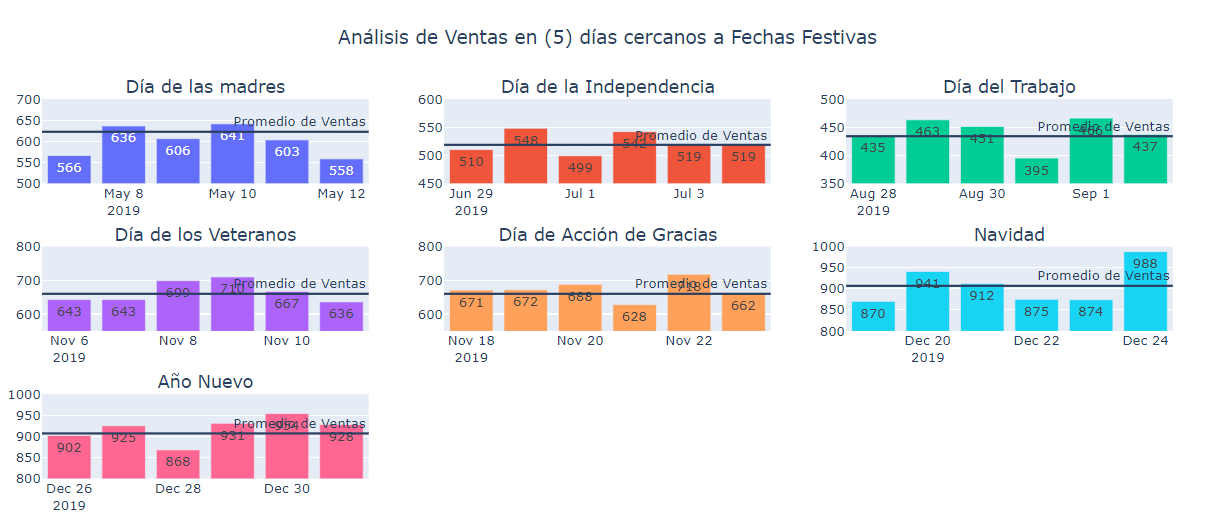 Análisis de Ventas en (5) días cercanos a Fechas Festivas
Día de las madres
700
650
600
550
500
Promedio de Ventas
566
636
606
641
603
558
May 8
May 10
May 12
2019
Día de la Independencia
600
550
500
450
Promedio de Ventas
510
548
499
542
519
519
Jun 29
Jul 1
Jul 3
2019
Día del Trabajo
500
450
400
350
Promedio de Ventas
435
463
451
395
466
437
Aug 28
Aug 30
Sep 1
2019
Día de los Veteranos
800
700
600
Promedio de Ventas
643
643
699
710
667
636
Nov 6
Nov 8
Nov 10
2019
Día de Acción de Gracias
800
700
600
Promedio de Ventas
671
672
688
628
718
662
Nov 18
Nov 20
Nov 22
2019
Navidad
1000
950
900
850
800
Promedio de Ventas
870
941
912
875
874
988
Dec 20
Dec 22
Dec 24
2019
Año Nuevo
1000
950
900
850
800
Promedio de Ventas
902
925
868
931
954
928
Dec 26
Dec 28
Dec 30
2019